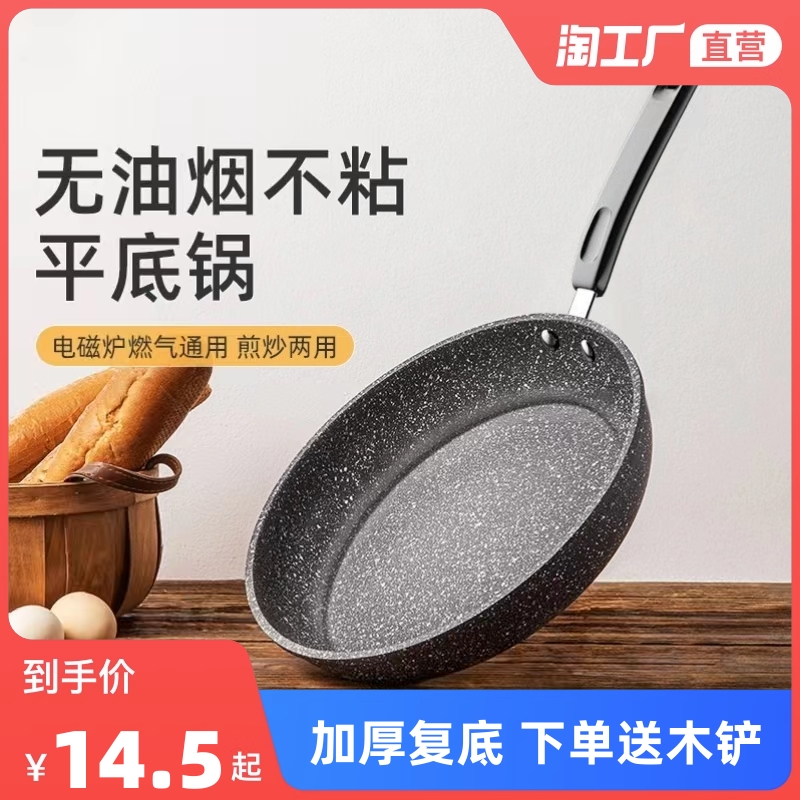 淘工厂 直营
无油烟不粘
平底锅
电磁炉燃气通用 煎炒两用
到手价
¥14.5起
加厚复底 下单送木铲